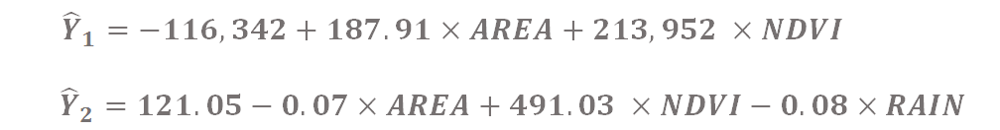 Ŷ₁ = −116,342 + 187.91 × AREA + 213,952 × NDVI
Ŷ₂ = 121.05 − 0.07 × AREA + 491.03 × NDVI − 0.08 × RAIN